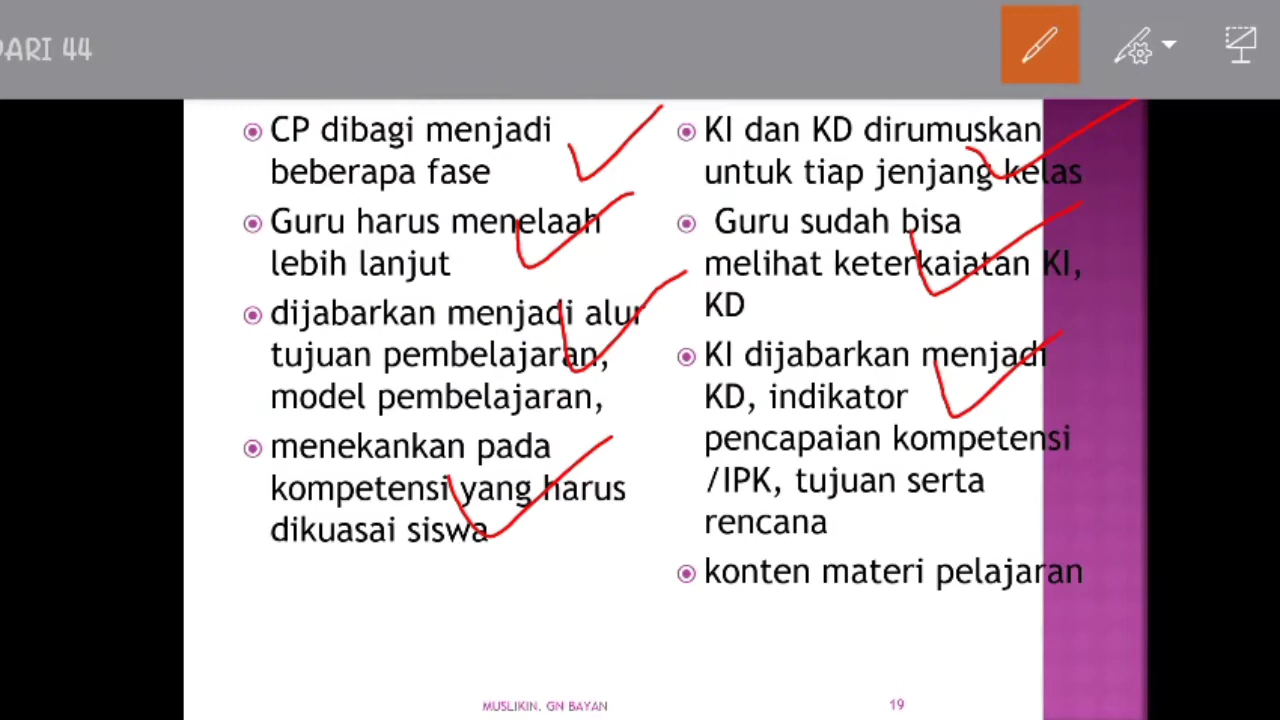 DARI 44
CP dibagi menjadi
beberapa fase
Guru harus menelaah
lebih lanjut
dijabarkan menjadi alur
tujuan pembelajaran,
model pembelajaran,
menekankan pada
kompetensi yang harus
dikuasai siswa
KI dan KD dirumuskan
untuk tiap jenjang kelas
Guru sudah bisa
melihat keterkaiatan KI,
KD
KI dijabarkan menjadi
KD, indikator
pencapaian kompetensi
/IPK, tujuan serta
rencana
konten materi pelajaran
MUSLIKIN. GN BAYAN
19